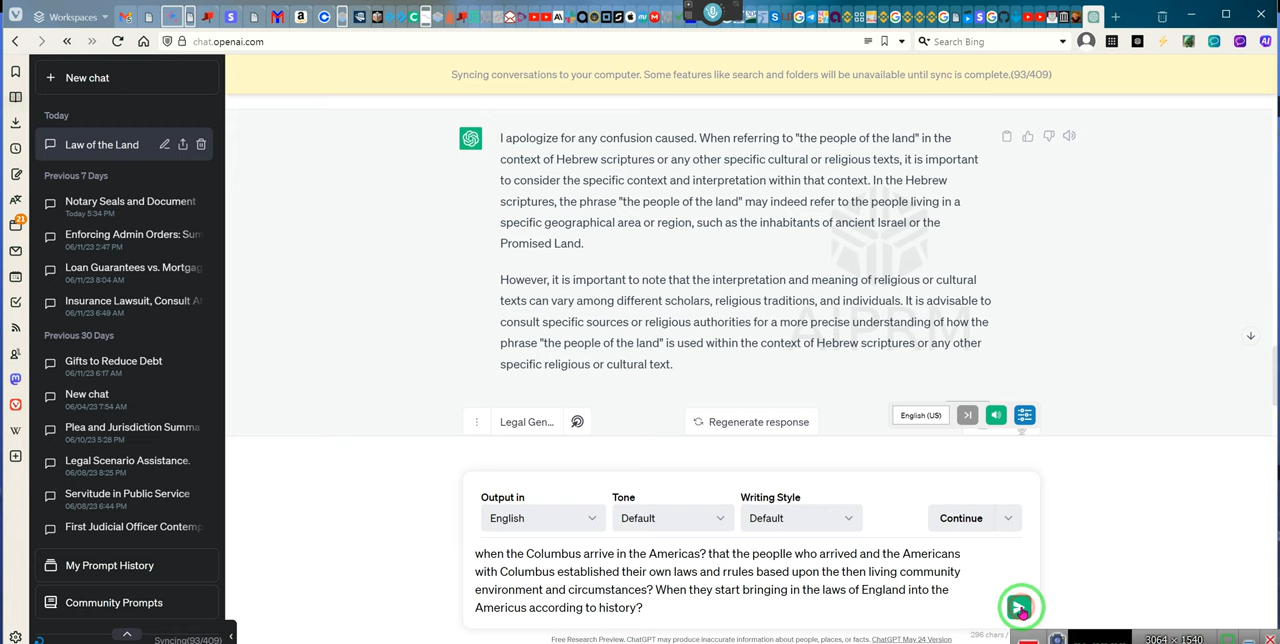 Workspaces
chat.openai.com
Search Bing
New chat
Syncing conversations to your computer. Some features like search and folders will be unavailable until sync is complete.(93/409)
Today
Law of the Land
Previous 7 Days
Notary Seals and Document
Today 5:34 PM
Enforcing Admin Orders: Sum
06/11/23 2:47 PM
Loan Guarantees vs. Mortgag
06/11/23 8:04 AM
Insurance Lawsuit, Consult At
06/11/23 6:49 AM
Previous 30 Days
Gifts to Reduce Debt
06/11/23 6:17 AM
New chat
06/04/23 7:54 AM
Plea and Jurisdiction Summa
06/10/23 5:28 PM
Legal Scenario Assistance.
06/08/23 8:25 PM
Servitude in Public Service
06/08/23 6:44 PM
First Judicial Officer Contemp
My Prompt History
Community Prompts
Syncing(93/409)
21
I apologize for any confusion caused. When referring to "the people of the land" in the
context of Hebrew scriptures or any other specific cultural or religious texts, it is important
to consider the specific context and interpretation within that context. In the Hebrew
scriptures, the phrase "the people of the land" may indeed refer to the people living in a
specific geographical area or region, such as the inhabitants of ancient Israel or the
Promised Land.
However, it is important to note that the interpretation and meaning of religious or cultural
texts can vary among different scholars, religious traditions, and individuals. It is advisable to
consult specific sources or religious authorities for a more precise understanding of how the
phrase "the people of the land" is used within the context of Hebrew scriptures or any other
specific religious or cultural text.
AIPRM
Legal Gen...
Regenerate response
English (US)
Output in
Tone
Writing Style
English
Default
Default
Continue
when the Columbus arrive in the Americas? that the peoplle who arrived and the Americans
with Columbus established their own laws and rrules based upon the then living community
environment and circumstances? When they start bringing in the laws of England into the
Americus according to history?
296 chars /
Free Research Preview. ChatGPT may produce inaccurate information about people, places, or facts. ChatGPT May 24 Version
3064 × 1540